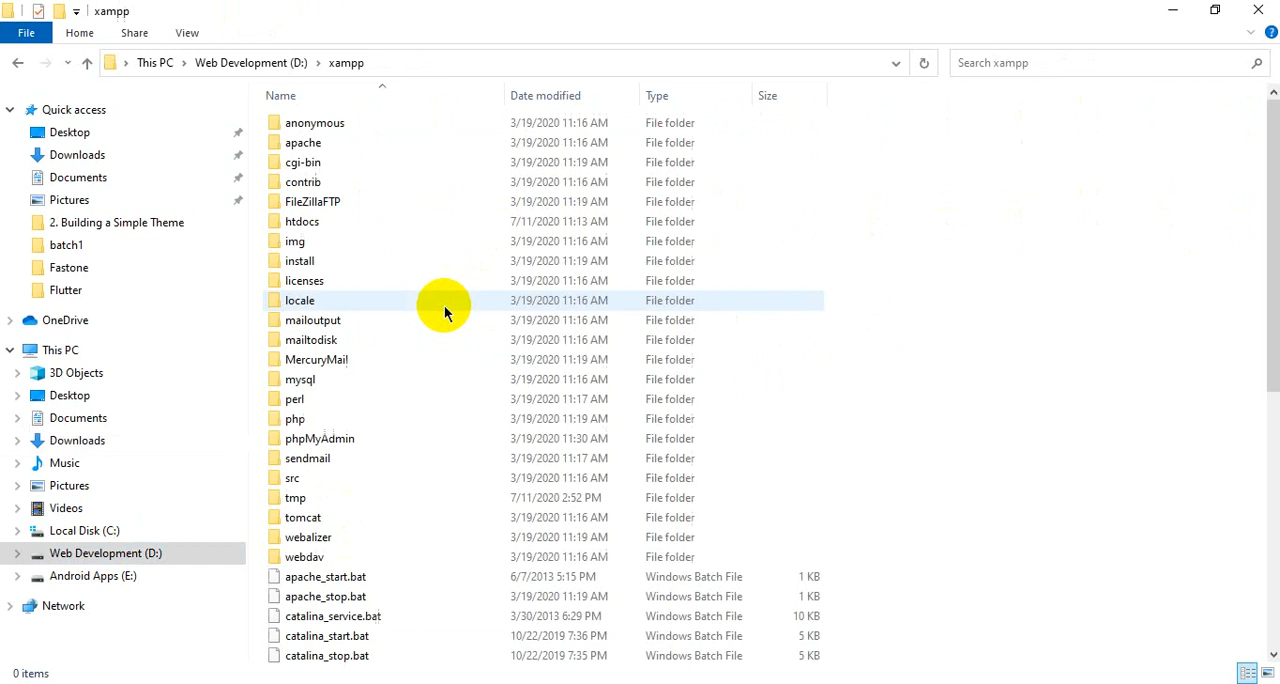 xampp
File Home Share View
This PC Web Development (D:) xampp Search xampp
Name Date modified Type Size
Quick access
Desktop
Downloads
Documents
Pictures
2. Building a Simple Theme
batch1
Fastone
Flutter
OneDrive
This PC
3D Objects
Desktop
Documents
Downloads
Music
Pictures
Videos
Local Disk (C:)
Web Development (D:)
Android Apps (E:)
Network
anonymous 3/19/2020 11:16 AM File folder
apache 3/19/2020 11:16 AM File folder
cgi-bin 3/19/2020 11:19 AM File folder
contrib 3/19/2020 11:16 AM File folder
FileZillaFTP 3/19/2020 11:19 AM File folder
htdocs 7/11/2020 11:13 AM File folder
img 3/19/2020 11:16 AM File folder
install 3/19/2020 11:19 AM File folder
licenses 3/19/2020 11:16 AM File folder
locale 3/19/2020 11:16 AM File folder
mailoutput 3/19/2020 11:16 AM File folder
mailtodisk 3/19/2020 11:16 AM File folder
MercuryMail 3/19/2020 11:19 AM File folder
mysql 3/19/2020 11:16 AM File folder
perl 3/19/2020 11:17 AM File folder
php 3/19/2020 11:19 AM File folder
phpMyAdmin 3/19/2020 11:30 AM File folder
sendmail 3/19/2020 11:17 AM File folder
src 3/19/2020 11:16 AM File folder
tmp 7/11/2020 2:52 PM File folder
tomcat 3/19/2020 11:16 AM File folder
webalizer 3/19/2020 11:19 AM File folder
webdav 3/19/2020 11:16 AM File folder
apache_start.bat 6/7/2013 5:15 PM Windows Batch File 1 KB
apache_stop.bat 3/19/2020 11:19 AM Windows Batch File 1 KB
catalina_service.bat 3/30/2013 6:29 PM Windows Batch File 10 KB
catalina_start.bat 10/22/2019 7:36 PM Windows Batch File 5 KB
catalina_stop.bat 10/22/2019 7:35 PM Windows Batch File 5 KB
0 items